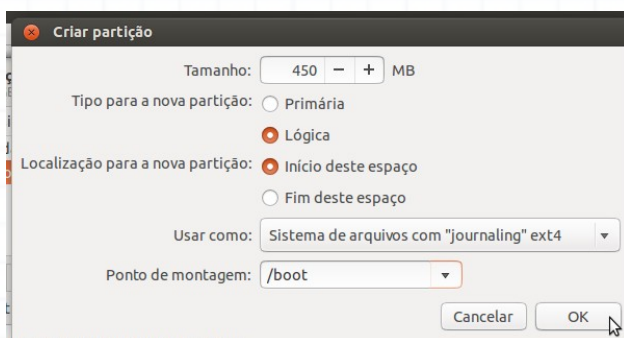 Criar partição
Tamanho: 450 − + MB
Tipo para a nova partição: Primária
Lógica
Localização para a nova partição: Início deste espaço
Fim deste espaço
Usar como: Sistema de arquivos com "journaling" ext4
Ponto de montagem: /boot
Cancelar OK